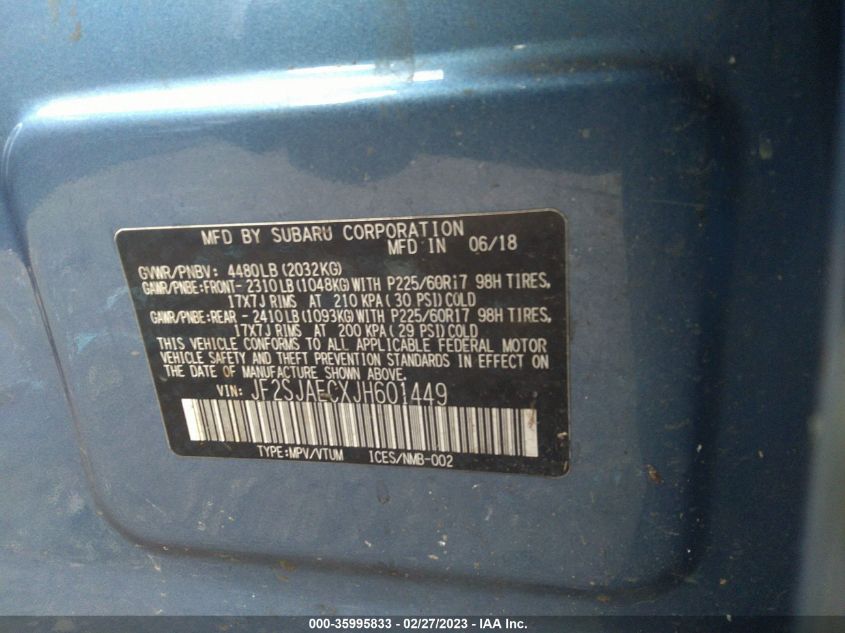 MFD BY SUBARU CORPORATION
MFD IN 06/18
GVWR/PNBV: 4480LB (2032KG)
GAWR/PNBE:FRONT- 2310LB (1048KG) WITH P225/60R17 98H TIRES,
17X7J RIMS AT 210 KPA ( 30 PSI) COLD
GAWR/PNBE:REAR - 2410LB (1093KG) WITH P225/60R17 98H TIRES,
17X7J RIMS AT 200 KPA ( 29 PSI) COLD
THIS VEHICLE CONFORMS TO ALL APPLICABLE FEDERAL MOTOR
VEHICLE SAFETY AND THEFT PREVENTION STANDARDS IN EFFECT ON
THE DATE OF MANUFACTURE SHOWN ABOVE.
VIN: JF2SJAECXJH601449
TYPE:MPV/VTUM ICES/NMB-002
000-35995833 - 02/27/2023 - IAA Inc.